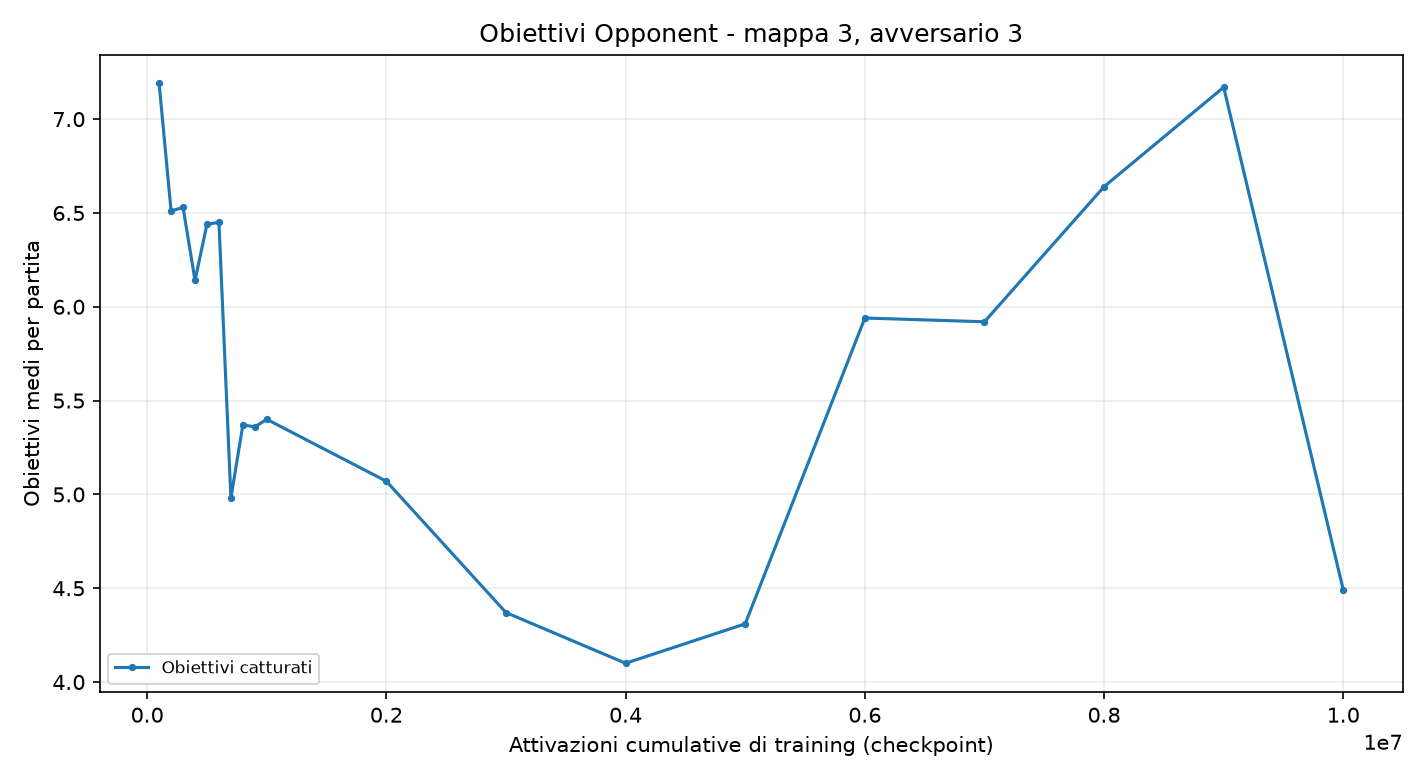 Obiettivi Opponent - mappa 3, avversario 3
Obiettivi medi per partita
7.0
6.5
6.0
5.5
5.0
4.5
4.0
Obiettivi catturati
0.0 0.2 0.4 0.6 0.8 1.0
1e7
Attivazioni cumulative di training (checkpoint)